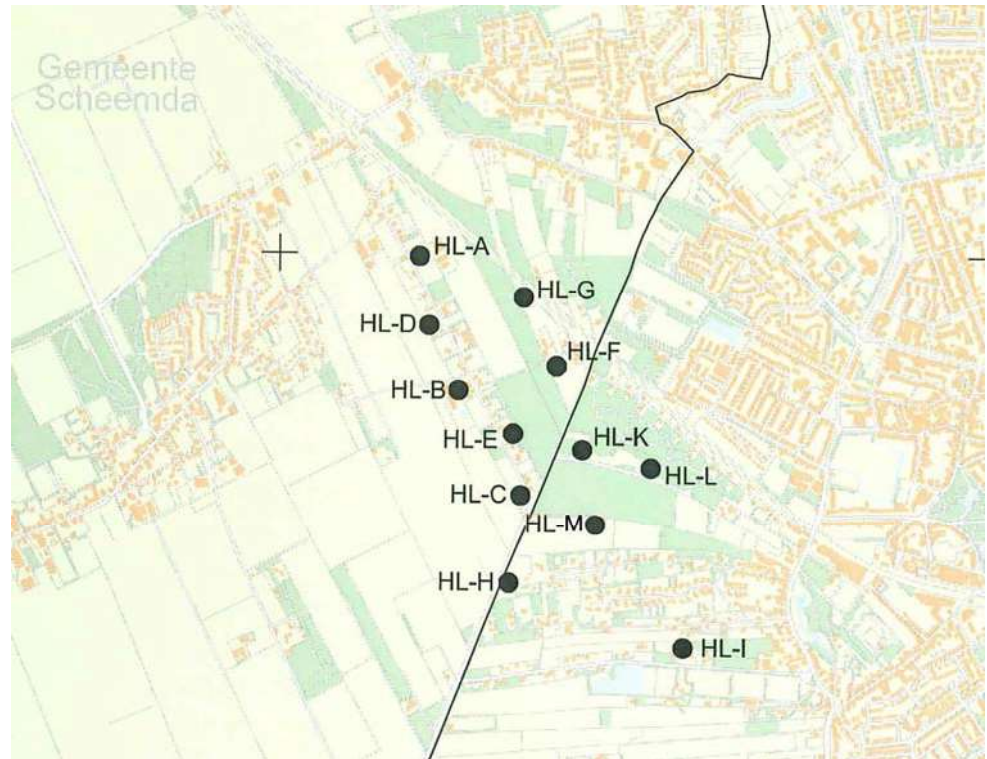 Gemeente
Scheemda
HL-A
HL-G
HL-D
HL-F
HL-B
HL-E
HL-K
HL-L
HL-C
HL-M
HL-H
HL-I